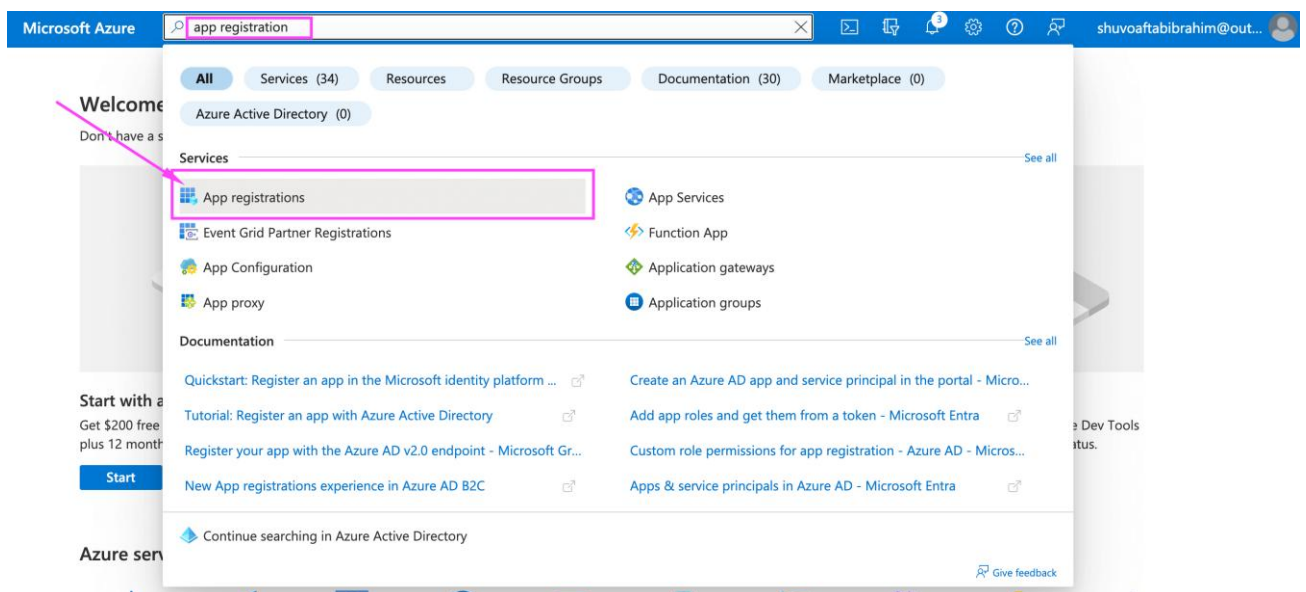 Microsoft Azure
app registration
3
shuvoaftabibrahim@out...
All
Services (34)
Resources
Resource Groups
Documentation (30)
Marketplace (0)
Azure Active Directory (0)
Welcome
Don't have a s
Services
See all
App registrations
App Services
Event Grid Partner Registrations
Function App
App Configuration
Application gateways
App proxy
Application groups
Documentation
See all
Quickstart: Register an app in the Microsoft identity platform ...
Create an Azure AD app and service principal in the portal - Micro...
Tutorial: Register an app with Azure Active Directory
Add app roles and get them from a token - Microsoft Entra
Register your app with the Azure AD v2.0 endpoint - Microsoft Gr...
Custom role permissions for app registration - Azure AD - Micros...
New App registrations experience in Azure AD B2C
Apps & service principals in Azure AD - Microsoft Entra
Continue searching in Azure Active Directory
Give feedback
Start with a
Get $200 free
plus 12 month
Start
e Dev Tools
atus.
Azure serv